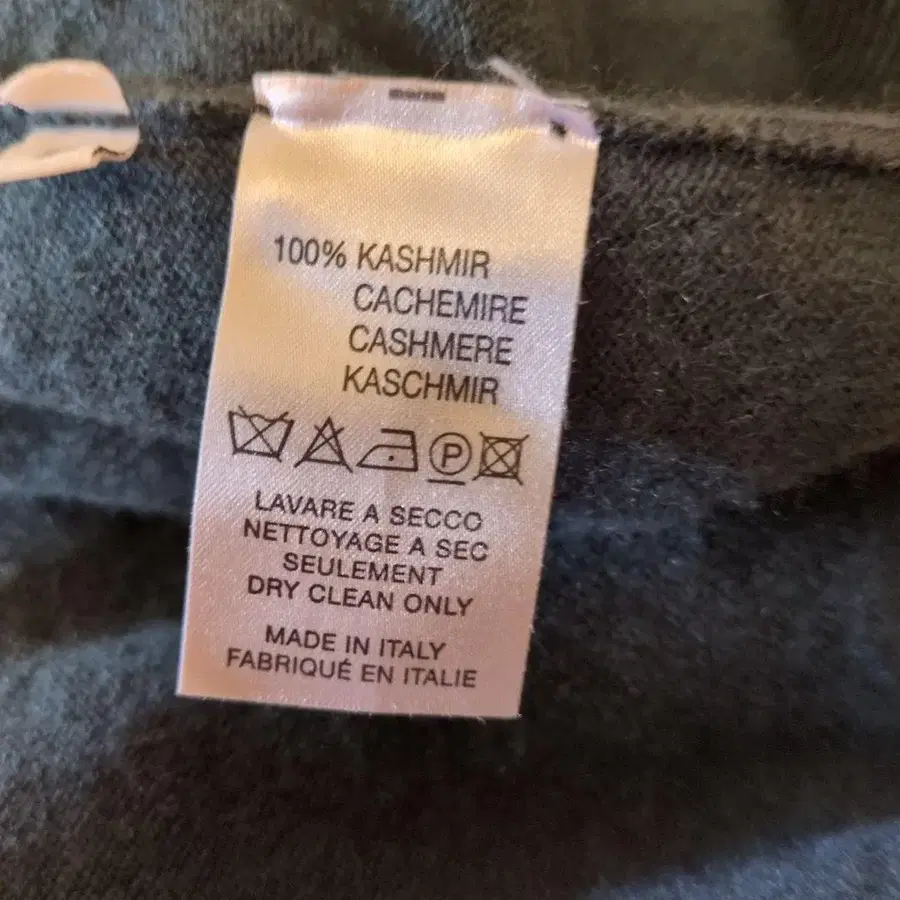 100% KASHMIR
CACHEMIRE
CASHMERE
KASCHMIR
P
LAVARE A SECCO
NETTOYAGE A SEC
SEULEMENT
DRY CLEAN ONLY
MADE IN ITALY
FABRIQUÉ EN ITALIE